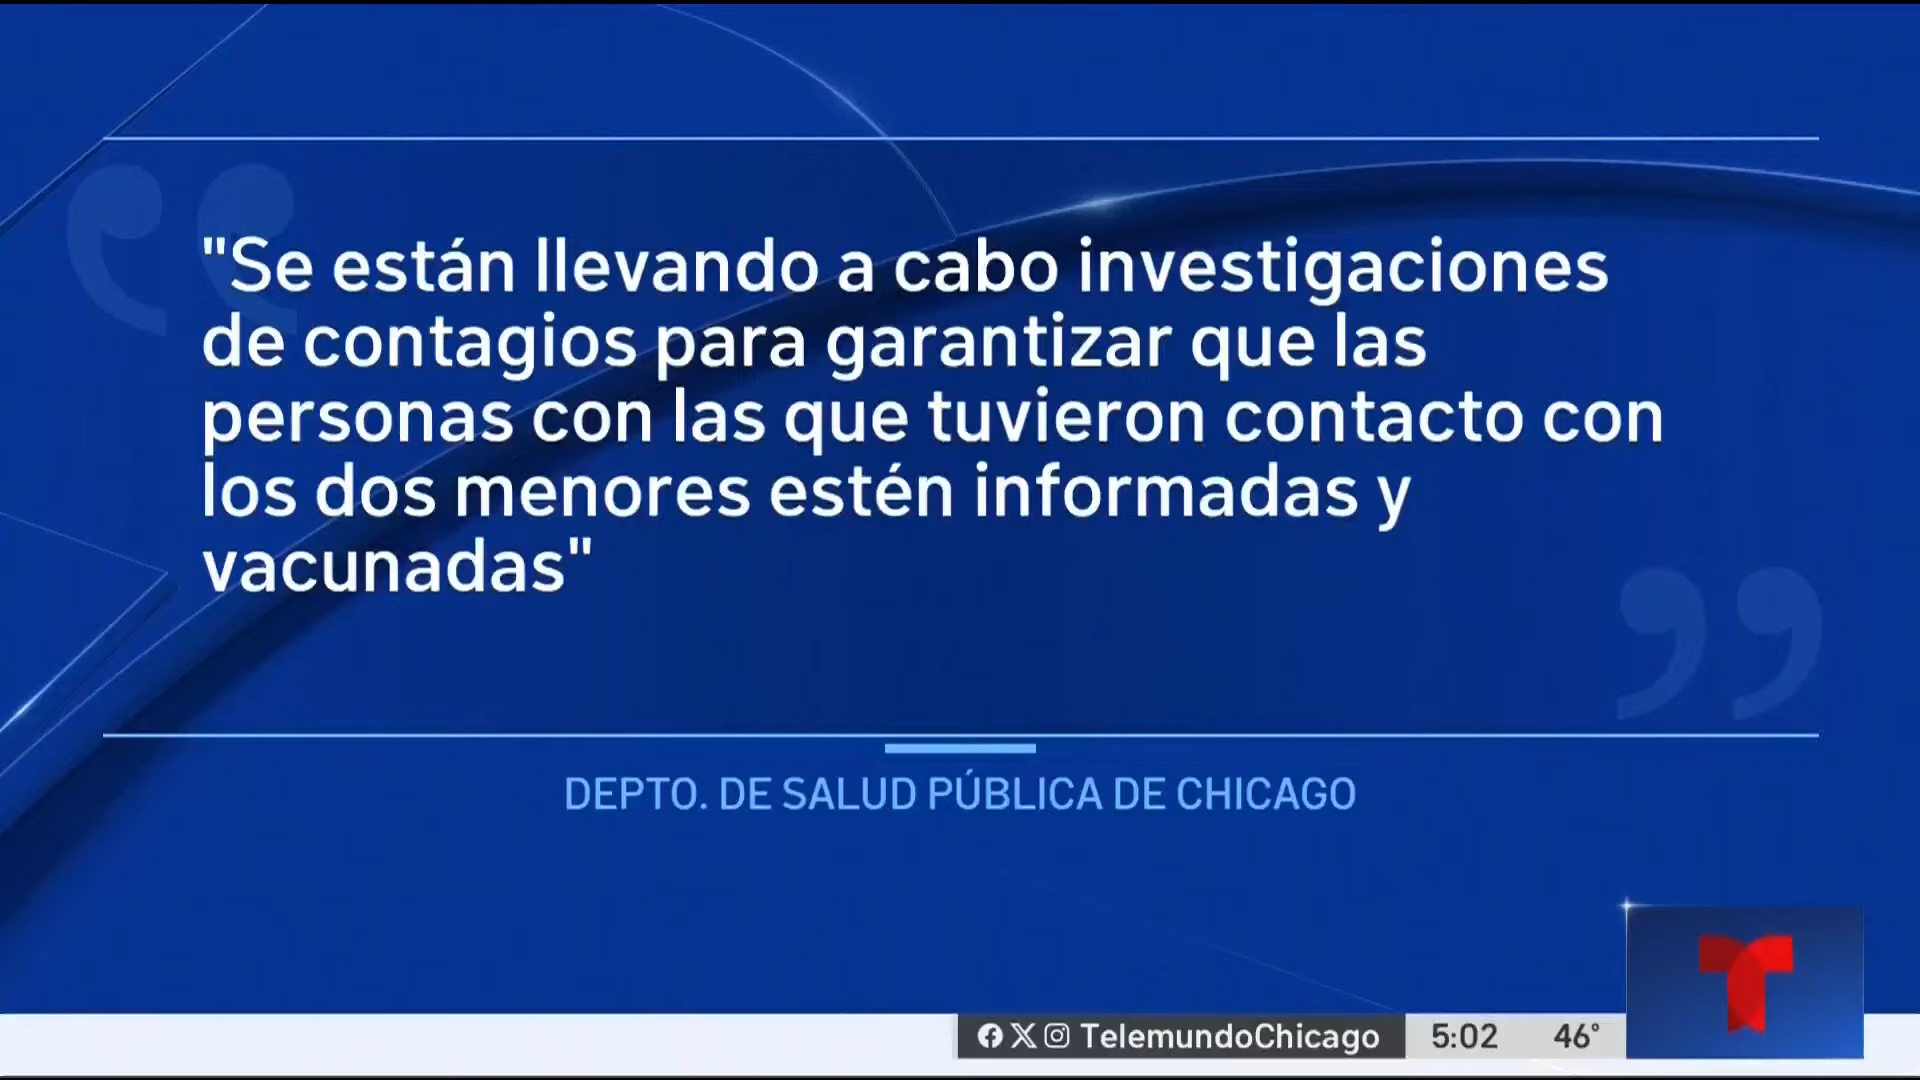 "Se están llevando a cabo investigaciones
de contagios para garantizar que las
personas con las que tuvieron contacto con
los dos menores estén informadas y
vacunadas"
DEPTO. DE SALUD PÚBLICA DE CHICAGO
TelemundoChicago 5:02 46°